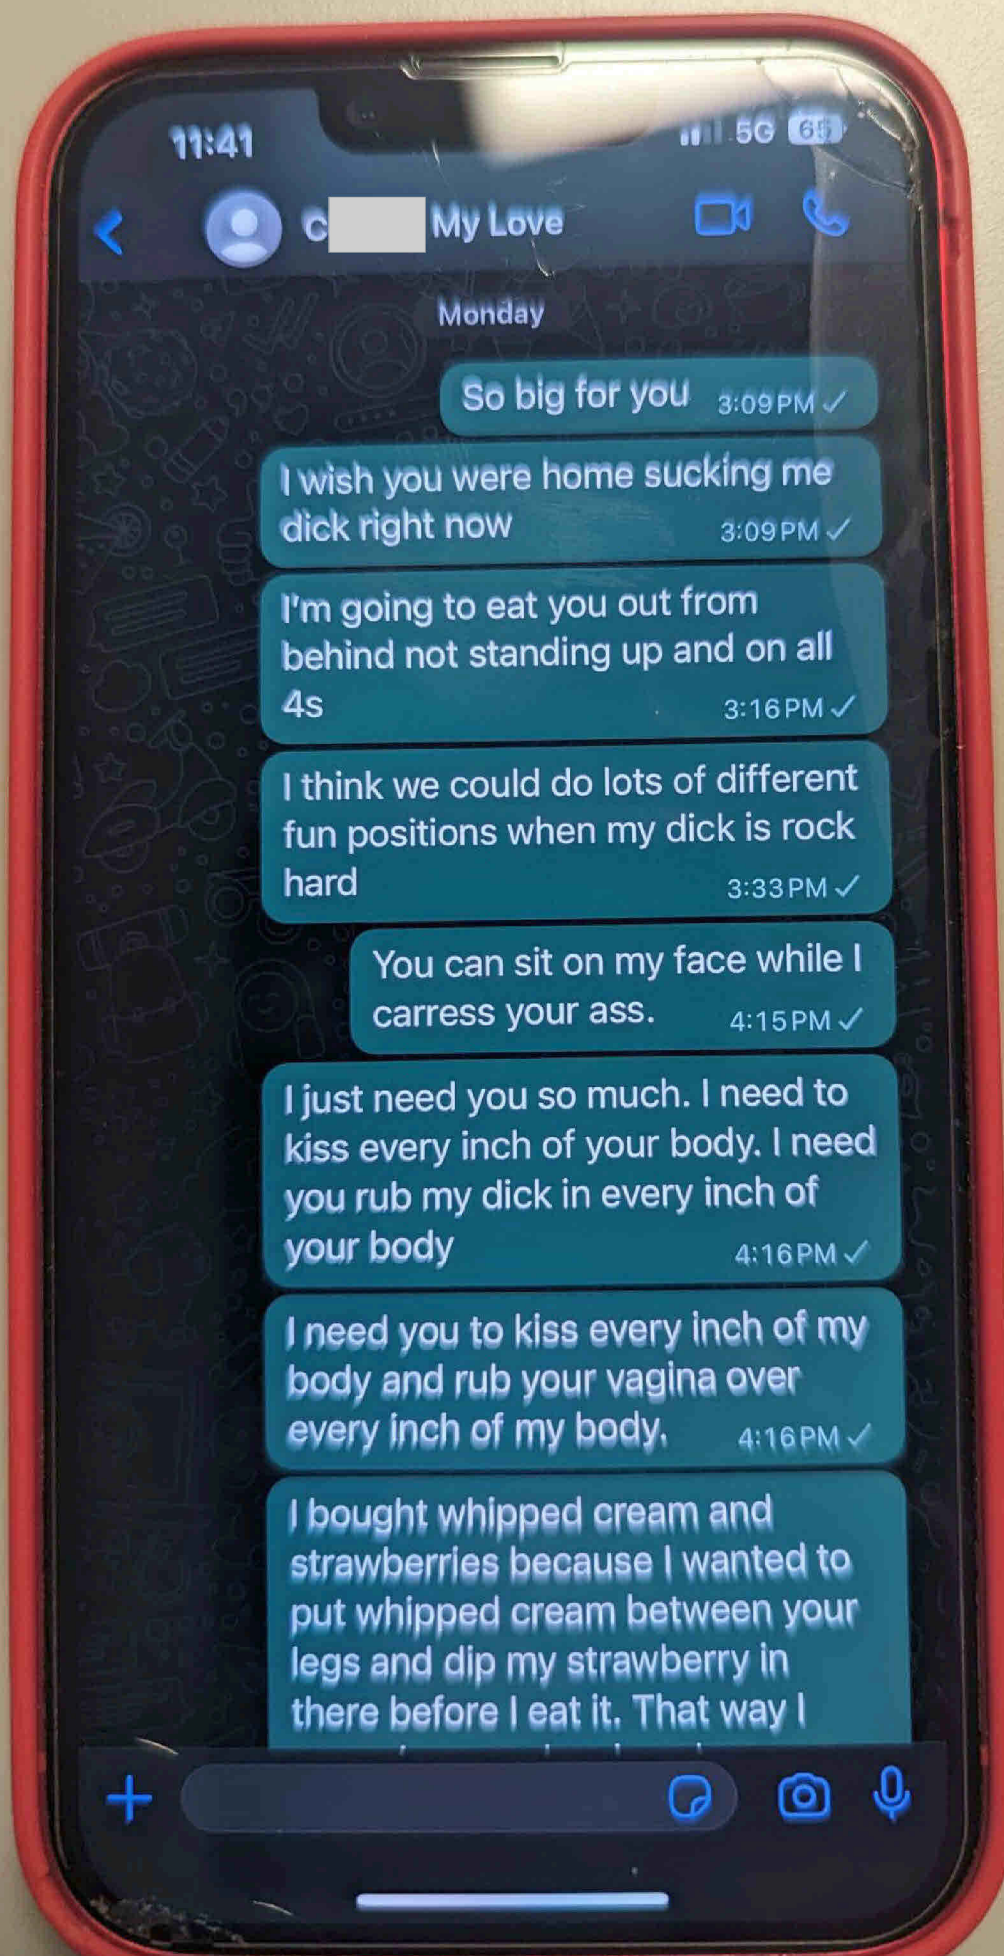 11:41
5G 65
C
My Love
Monday
So big for you 3:09 PM
I wish you were home sucking me
dick right now 3:09 PM
I'm going to eat you out from
behind not standing up and on all
4s 3:16 PM
I think we could do lots of different
fun positions when my dick is rock
hard 3:33 PM
You can sit on my face while I
carress your ass. 4:15 PM
I just need you so much. I need to
kiss every inch of your body. I need
you rub my dick in every inch of
your body 4:16 PM
I need you to kiss every inch of my
body and rub your vagina over
every inch of my body. 4:16 PM
I bought whipped cream and
strawberries because I wanted to
put whipped cream between your
legs and dip my strawberry in
there before I eat it. That way I